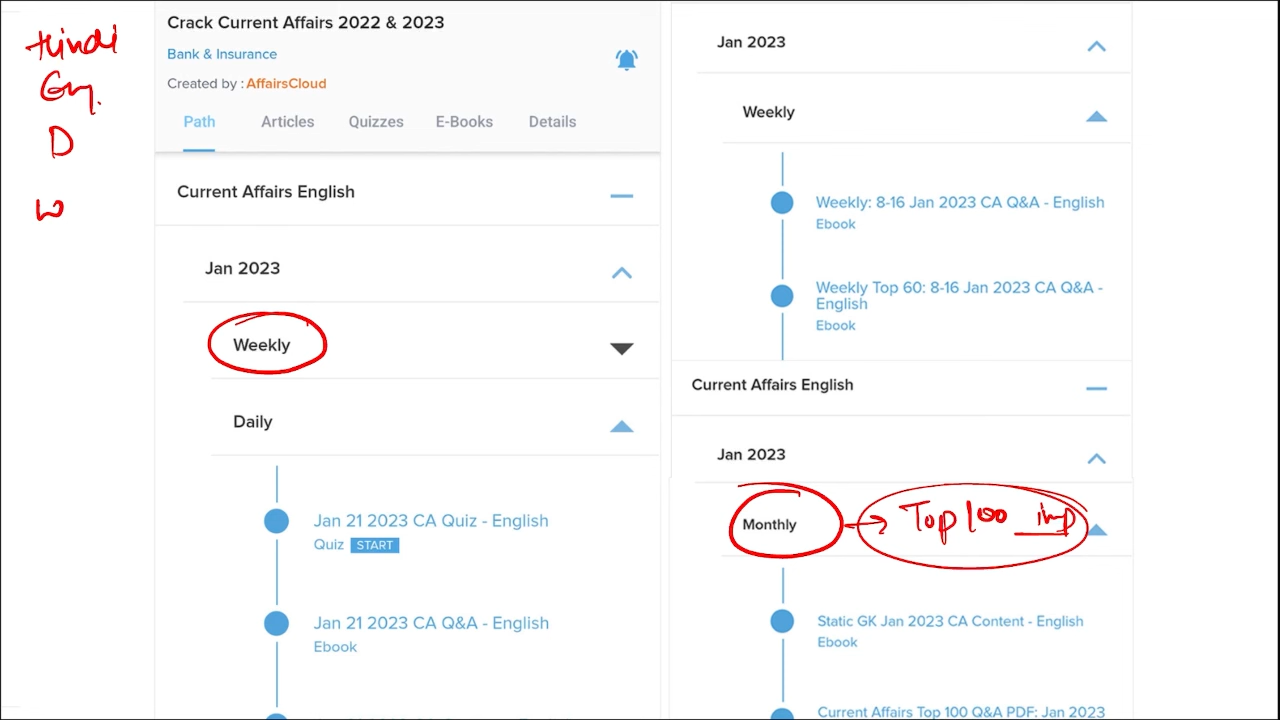 Hindi
Eng.
D
W
Crack Current Affairs 2022 & 2023
Bank & Insurance
Created by : AffairsCloud
Path Articles Quizzes E-Books Details
Current Affairs English
Jan 2023
Weekly
Daily
Jan 21 2023 CA Quiz - English
Quiz START
Jan 21 2023 CA Q&A - English
Ebook
Jan 2023
Weekly
Weekly: 8-16 Jan 2023 CA Q&A - English
Ebook
Weekly Top 60: 8-16 Jan 2023 CA Q&A -
English
Ebook
Current Affairs English
Jan 2023
Monthly → Top 100 imp
Static GK Jan 2023 CA Content - English
Ebook
Current Affairs Top 100 Q&A PDF: Jan 2023